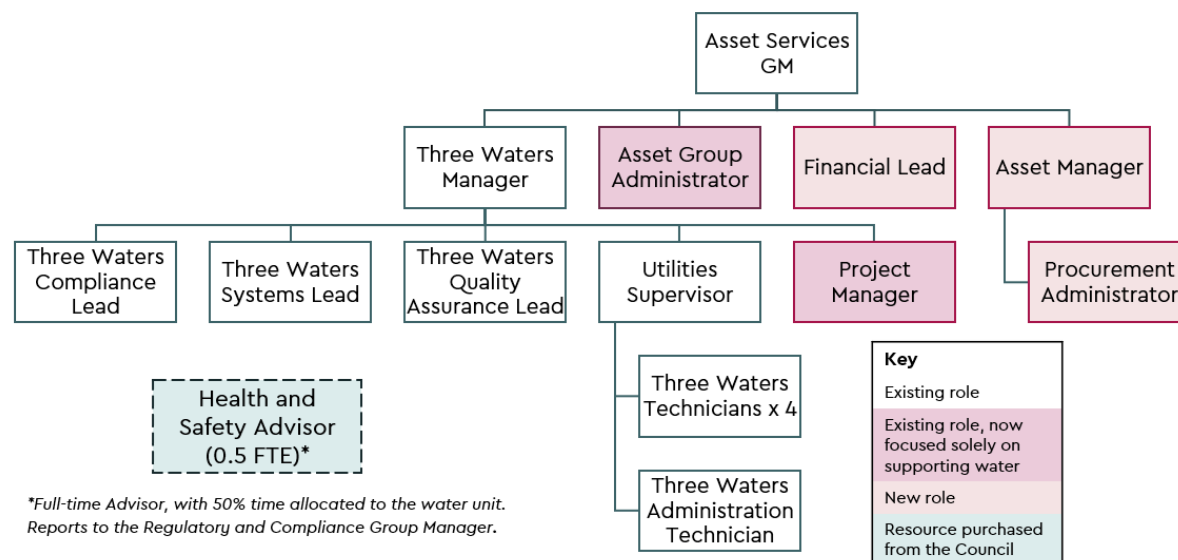 Asset Services
GM
Three Waters
Manager
Asset Group
Administrator
Financial Lead
Asset Manager
Three Waters
Compliance
Lead
Three Waters
Systems Lead
Three Waters
Quality
Assurance Lead
Utilities
Supervisor
Project
Manager
Procurement
Administrator
Health and
Safety Advisor
(0.5 FTE)*
Three Waters
Technicians x 4
Three Waters
Administration
Technician
*Full-time Advisor, with 50% time allocated to the water unit.
Reports to the Regulatory and Compliance Group Manager.
Key
Existing role
Existing role, now
focused solely on
supporting water
New role
Resource purchased
from the Council